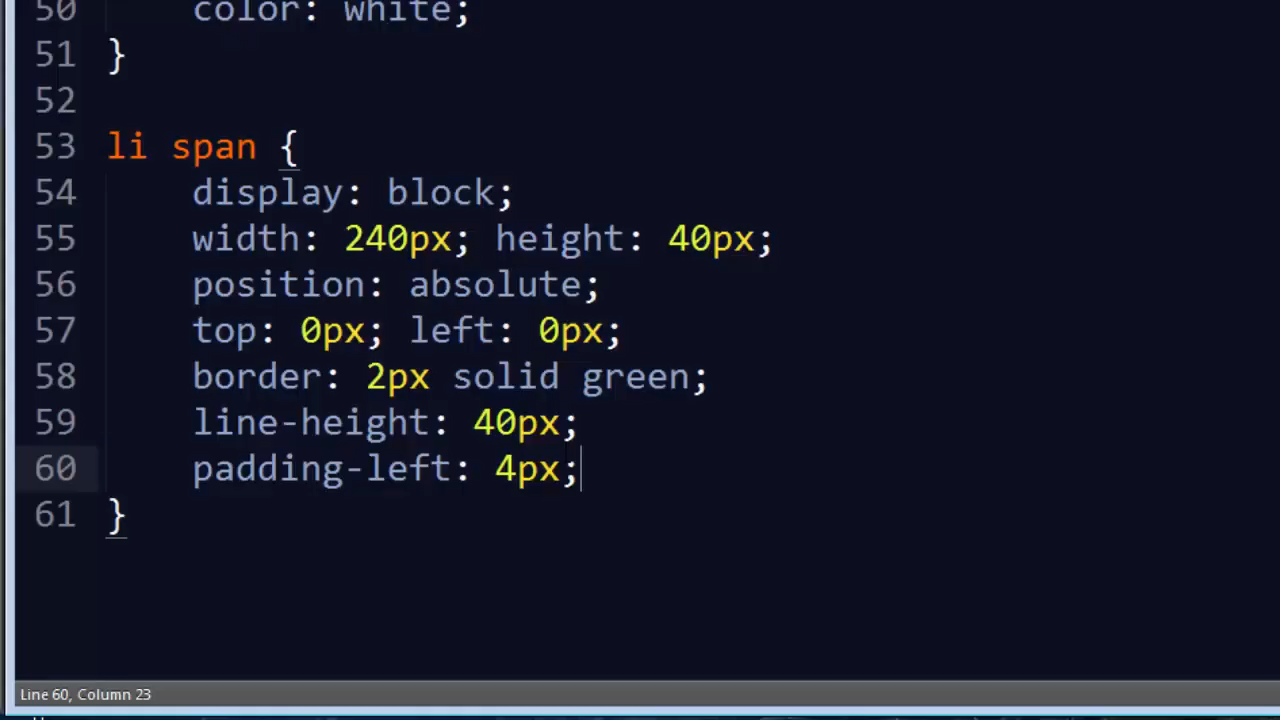 50 color: white;
51 }
52
53 li span {
54 display: block;
55 width: 240px; height: 40px;
56 position: absolute;
57 top: 0px; left: 0px;
58 border: 2px solid green;
59 line-height: 40px;
60 padding-left: 4px;
61 }
Line 60, Column 23